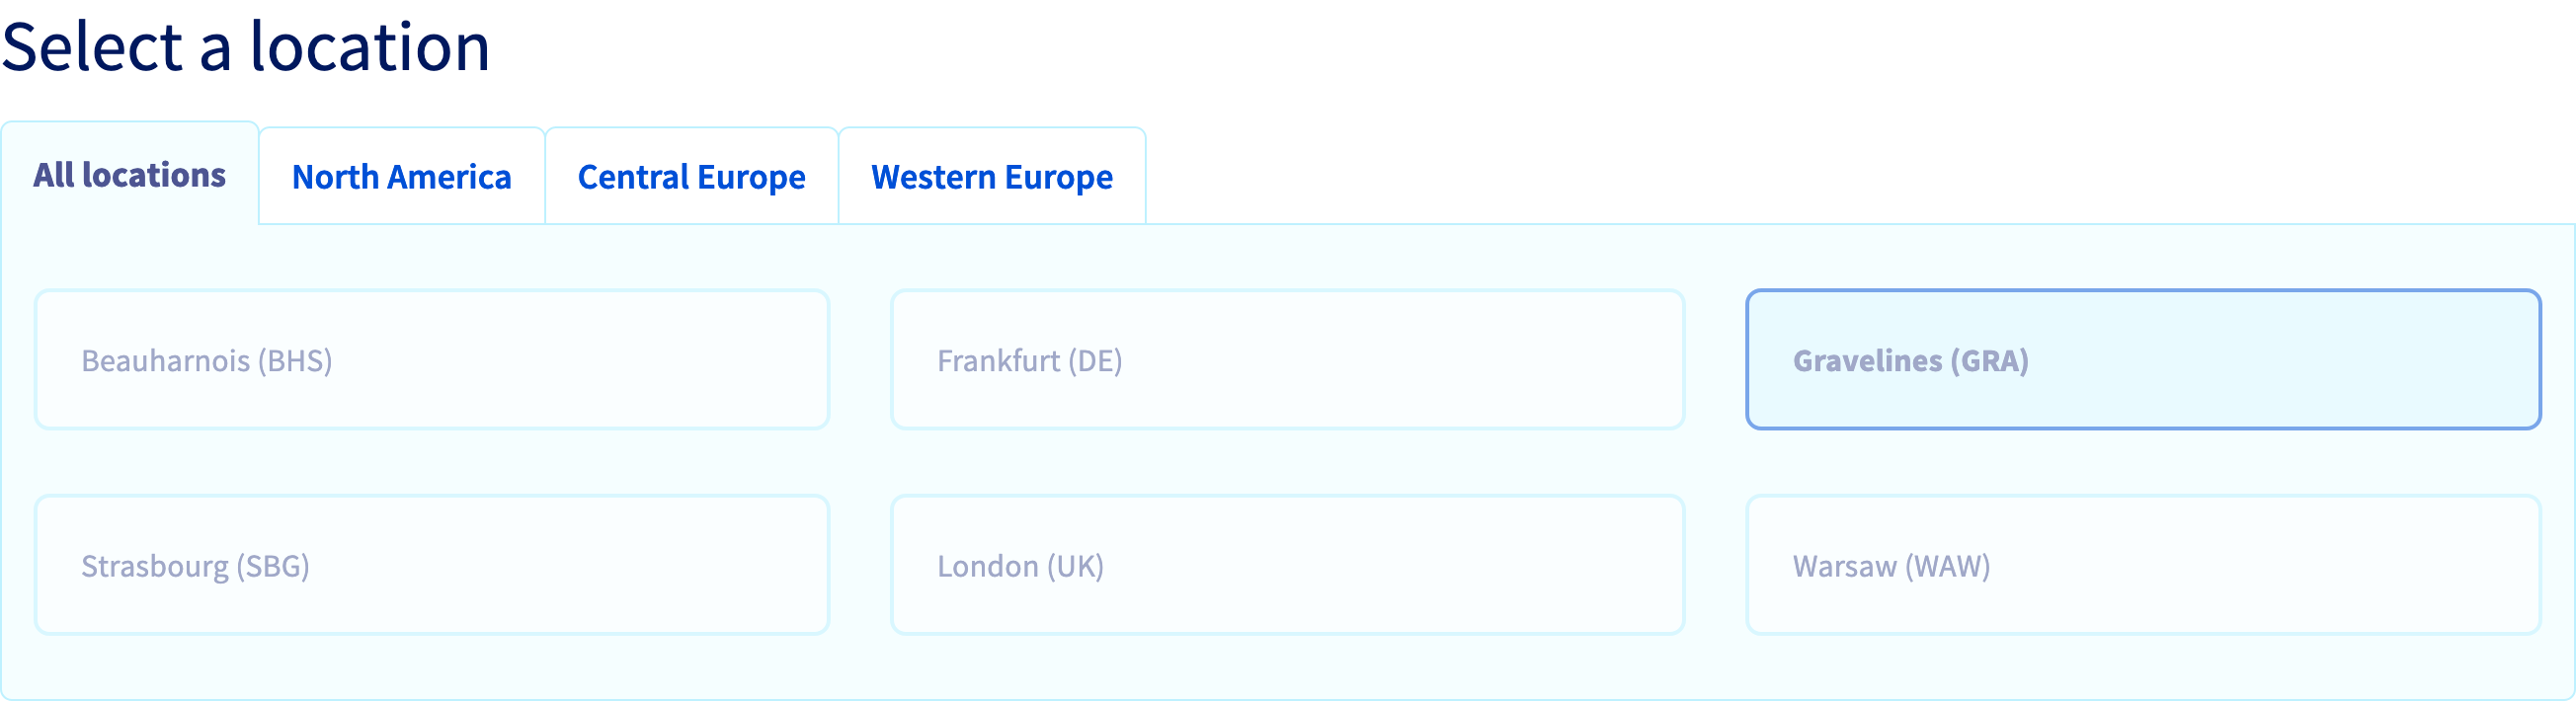 Select a location
All locations
North America
Central Europe
Western Europe
Beauharnois (BHS)
Frankfurt (DE)
Gravelines (GRA)
Strasbourg (SBG)
London (UK)
Warsaw (WAW)